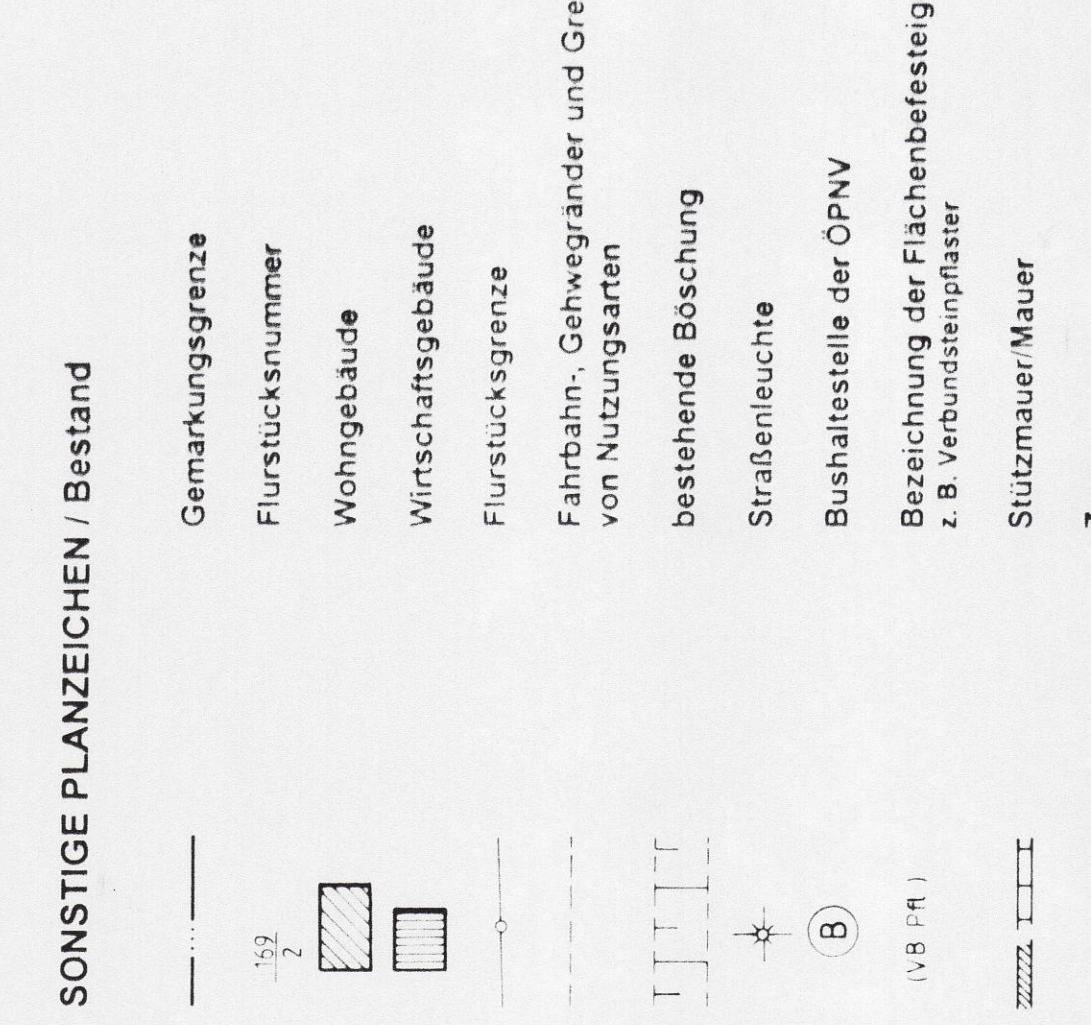 SONSTIGE PLANZEICHEN / Bestand
Gemarkungsgrenze
169
2
Flurstücksnummer
Wohngebäude
Wirtschaftsgebäude
Flurstücksgrenze
Fahrbahn-, Gehwegränder und Gre
von Nutzungsarten
bestehende Böschung
Straßenleuchte
B
Bushaltestelle der ÖPNV
(VB Pfl)
Bezeichnung der Flächenbefestig
z. B. Verbundsteinpflaster
Stützmauer/Mauer